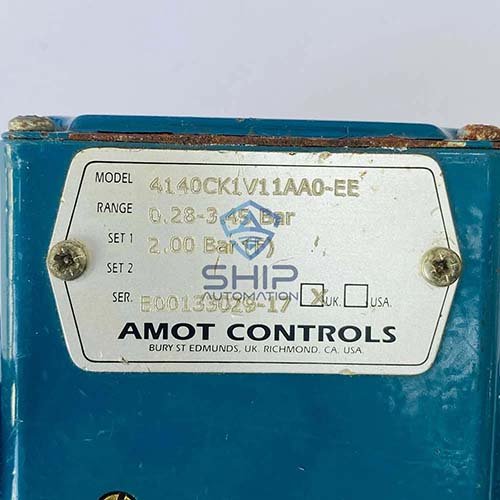 MODEL 4140CK1V11AA0-EE
RANGE 0.28-3.45 Bar
SET 1 2.00 Bar (F)
SET 2
SHIP
AUTOMATION
SER. E00133029-17 X UK. USA.
AMOT CONTROLS
BURY ST EDMUNDS, UK. RICHMOND, CA. USA.